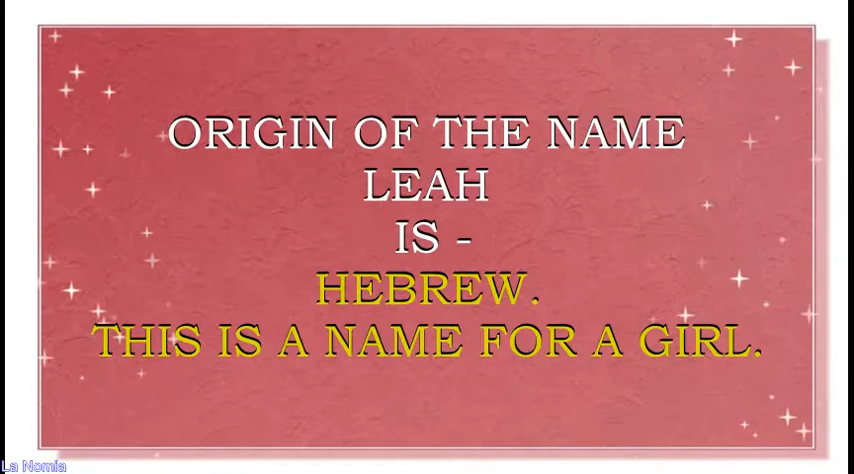 ORIGIN OF THE NAME
LEAH
IS -
HEBREW.
THIS IS A NAME FOR A GIRL.
La Nomia